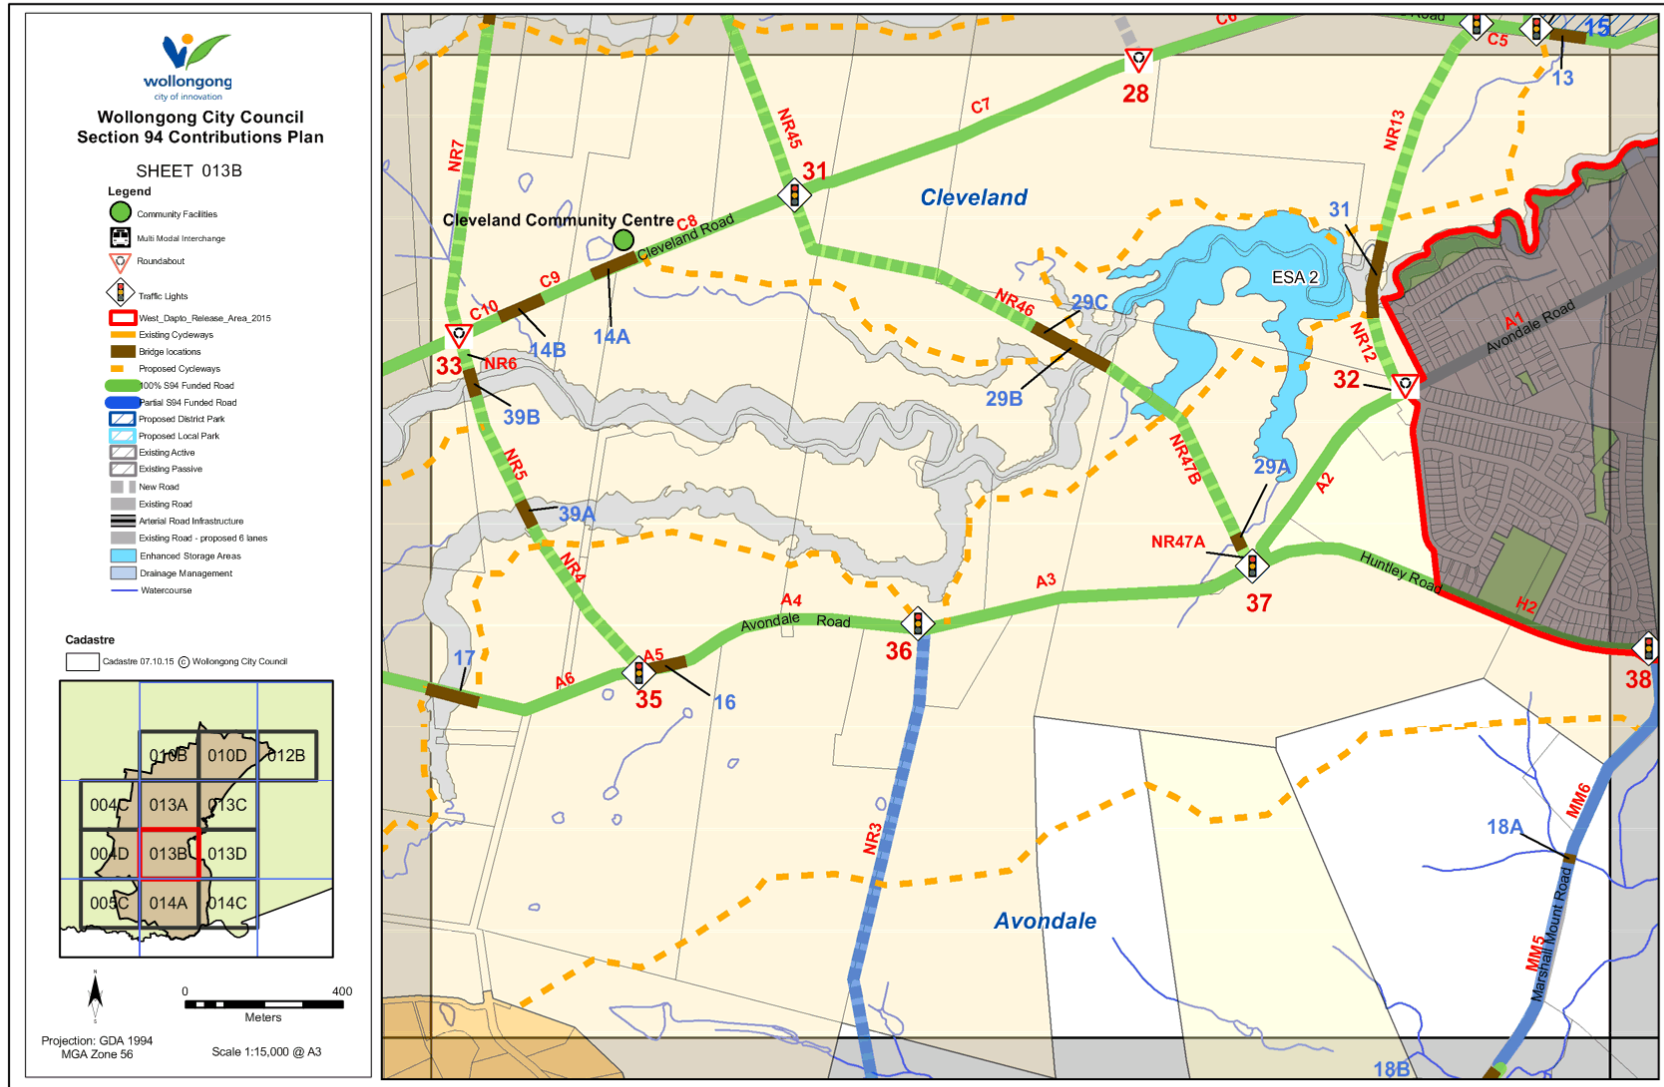 wollongong
city of innovation
Wollongong City Council
Section 94 Contributions Plan
SHEET 013B
Legend
Community Facilities
Multi Modal Interchange
Roundabout
Traffic Lights
West_Dapto_Release_Area_2015
Existing Cycleways
Bridge locations
Proposed Cycleways
100% S94 Funded Road
Partial S94 Funded Road
Proposed District Park
Proposed Local Park
Existing Active
Existing Passive
New Road
Existing Road
Arterial Road Infrastructure
Existing Road - proposed 6 lanes
Enhanced Storage Areas
Drainage Management
Watercourse
Cadastre
Cadastre 07.10.15 © Wollongong City Council
010B 010D 012B
004C 013A 013C
004D 013B 013D
005C 014A 014C
N
S
0 400
Meters
Projection: GDA 1994
MGA Zone 56
Scale 1:15,000 @ A3
C6
Road
C5
15
13
28
C7
NR45
NR7
NR13
31
Cleveland
31
Cleveland Community Centre
C8
Cleveland Road
ESA 2
C9
C10
NR46
29C
A1
Avondale Road
14A
14B
NR12
33
NR6
32
29B
39B
NR47B
NR5
29A
A2
39A
NR47A
Huntley Road
NR4
A3
37
H2
A4
Avondale Road
36
17
A5
A6
35
16
38
MM6
18A
NR3
Marshall Mount Road
Avondale
MM5
18B